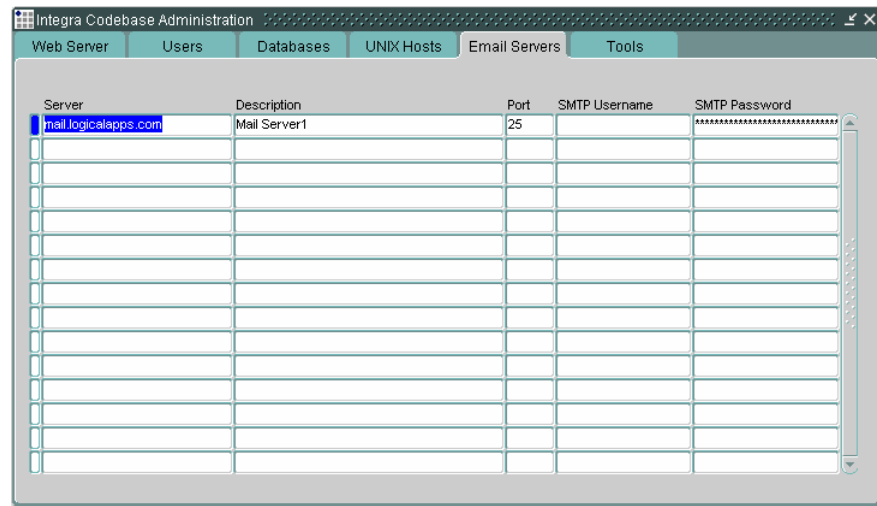 Integra Codebase Administration
Web Server Users Databases UNIX Hosts Email Servers Tools
Server Description Port SMTP Username SMTP Password
mail.logicalapps.com Mail Server1 25 ******************************